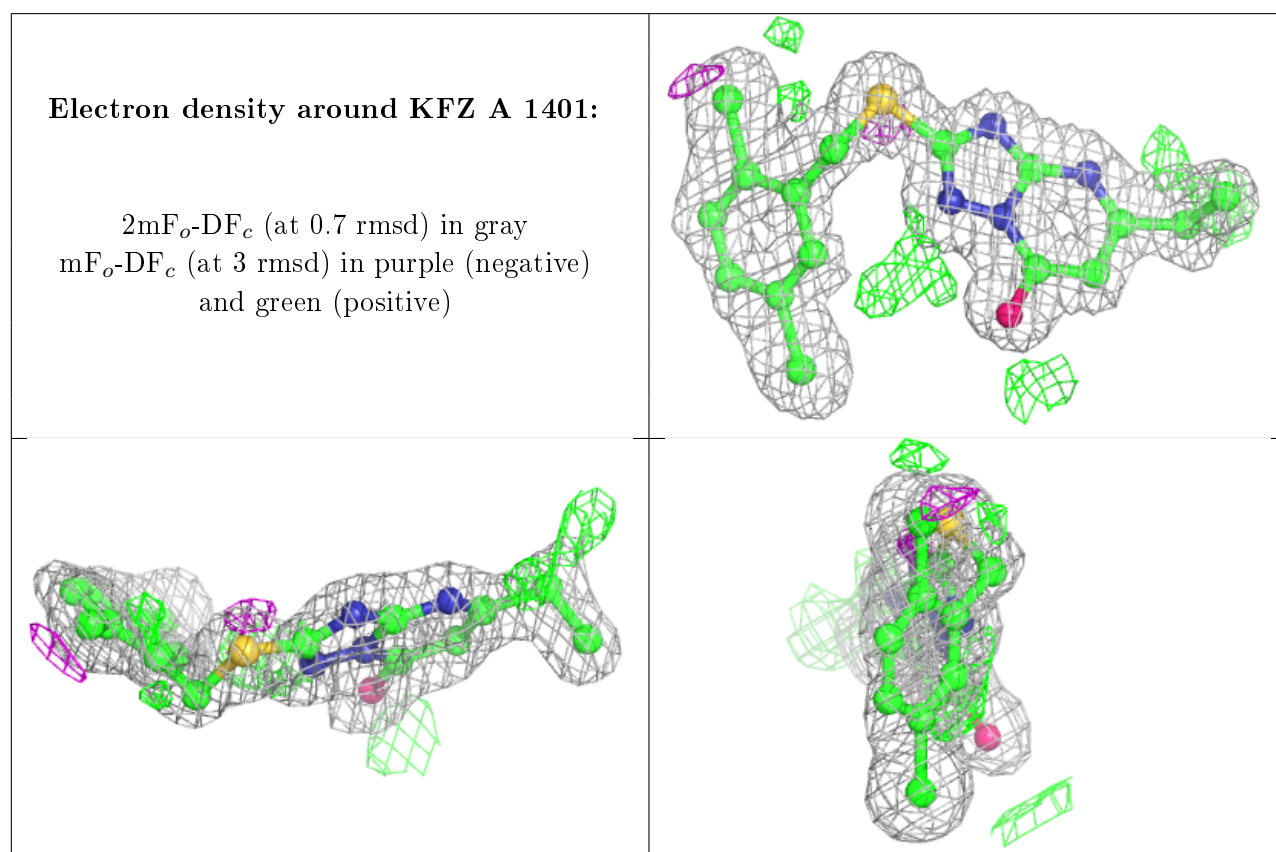 Electron density around KFZ A 1401:
2mFₒ-DF𝒸 (at 0.7 rmsd) in gray
mFₒ-DF𝒸 (at 3 rmsd) in purple (negative)
and green (positive)